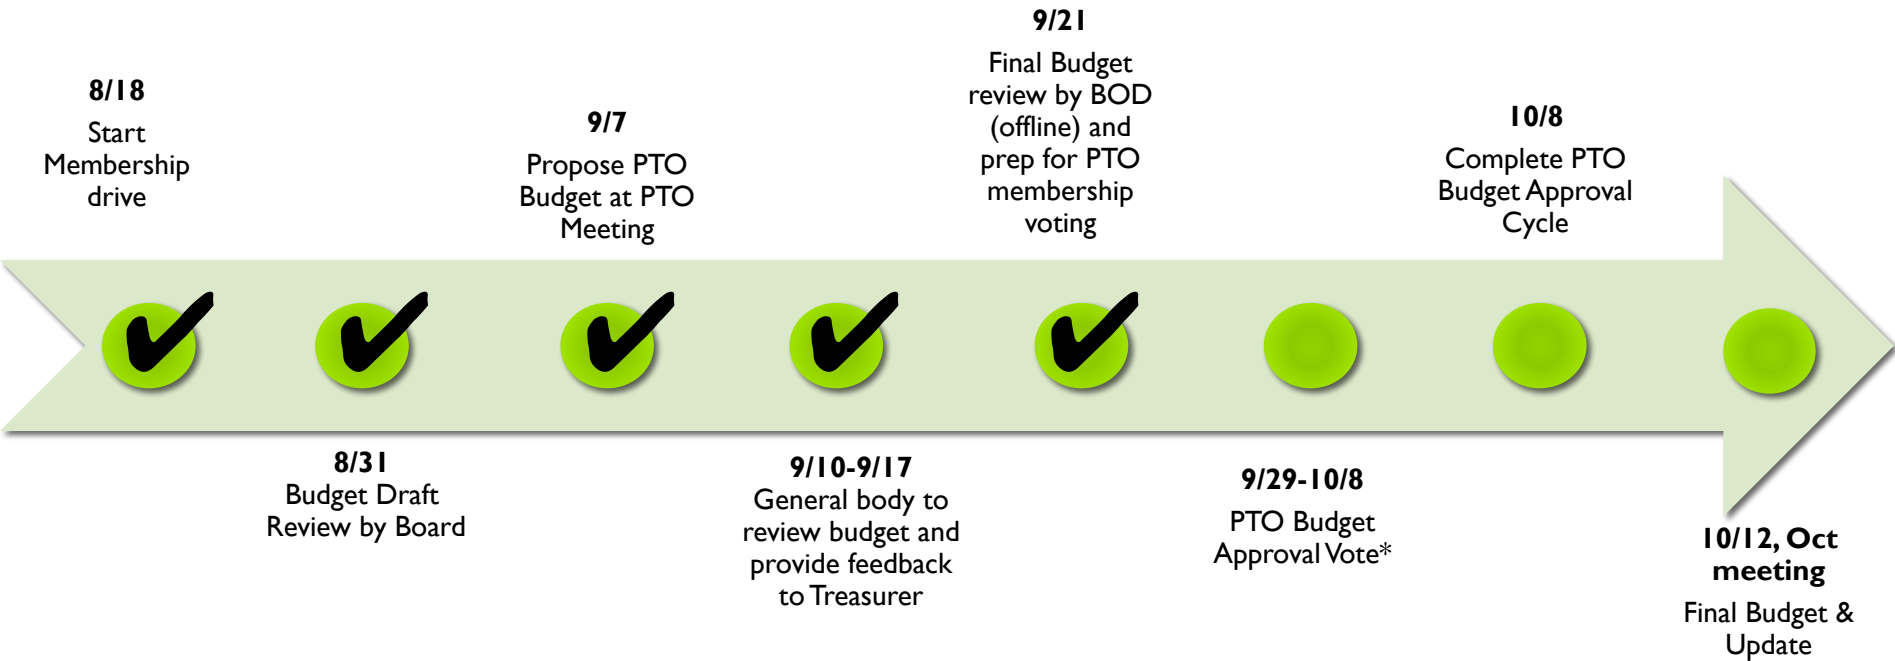 8/18
Start
Membership
drive
8/31
Budget Draft
Review by Board
9/7
Propose PTO
Budget at PTO
Meeting
9/10-9/17
General body to
review budget and
provide feedback
to Treasurer
9/21
Final Budget
review by BOD
(offline) and
prep for PTO
membership
voting
9/29-10/8
PTO Budget
Approval Vote*
10/8
Complete PTO
Budget Approval
Cycle
10/12, Oct
meeting
Final Budget &
Update